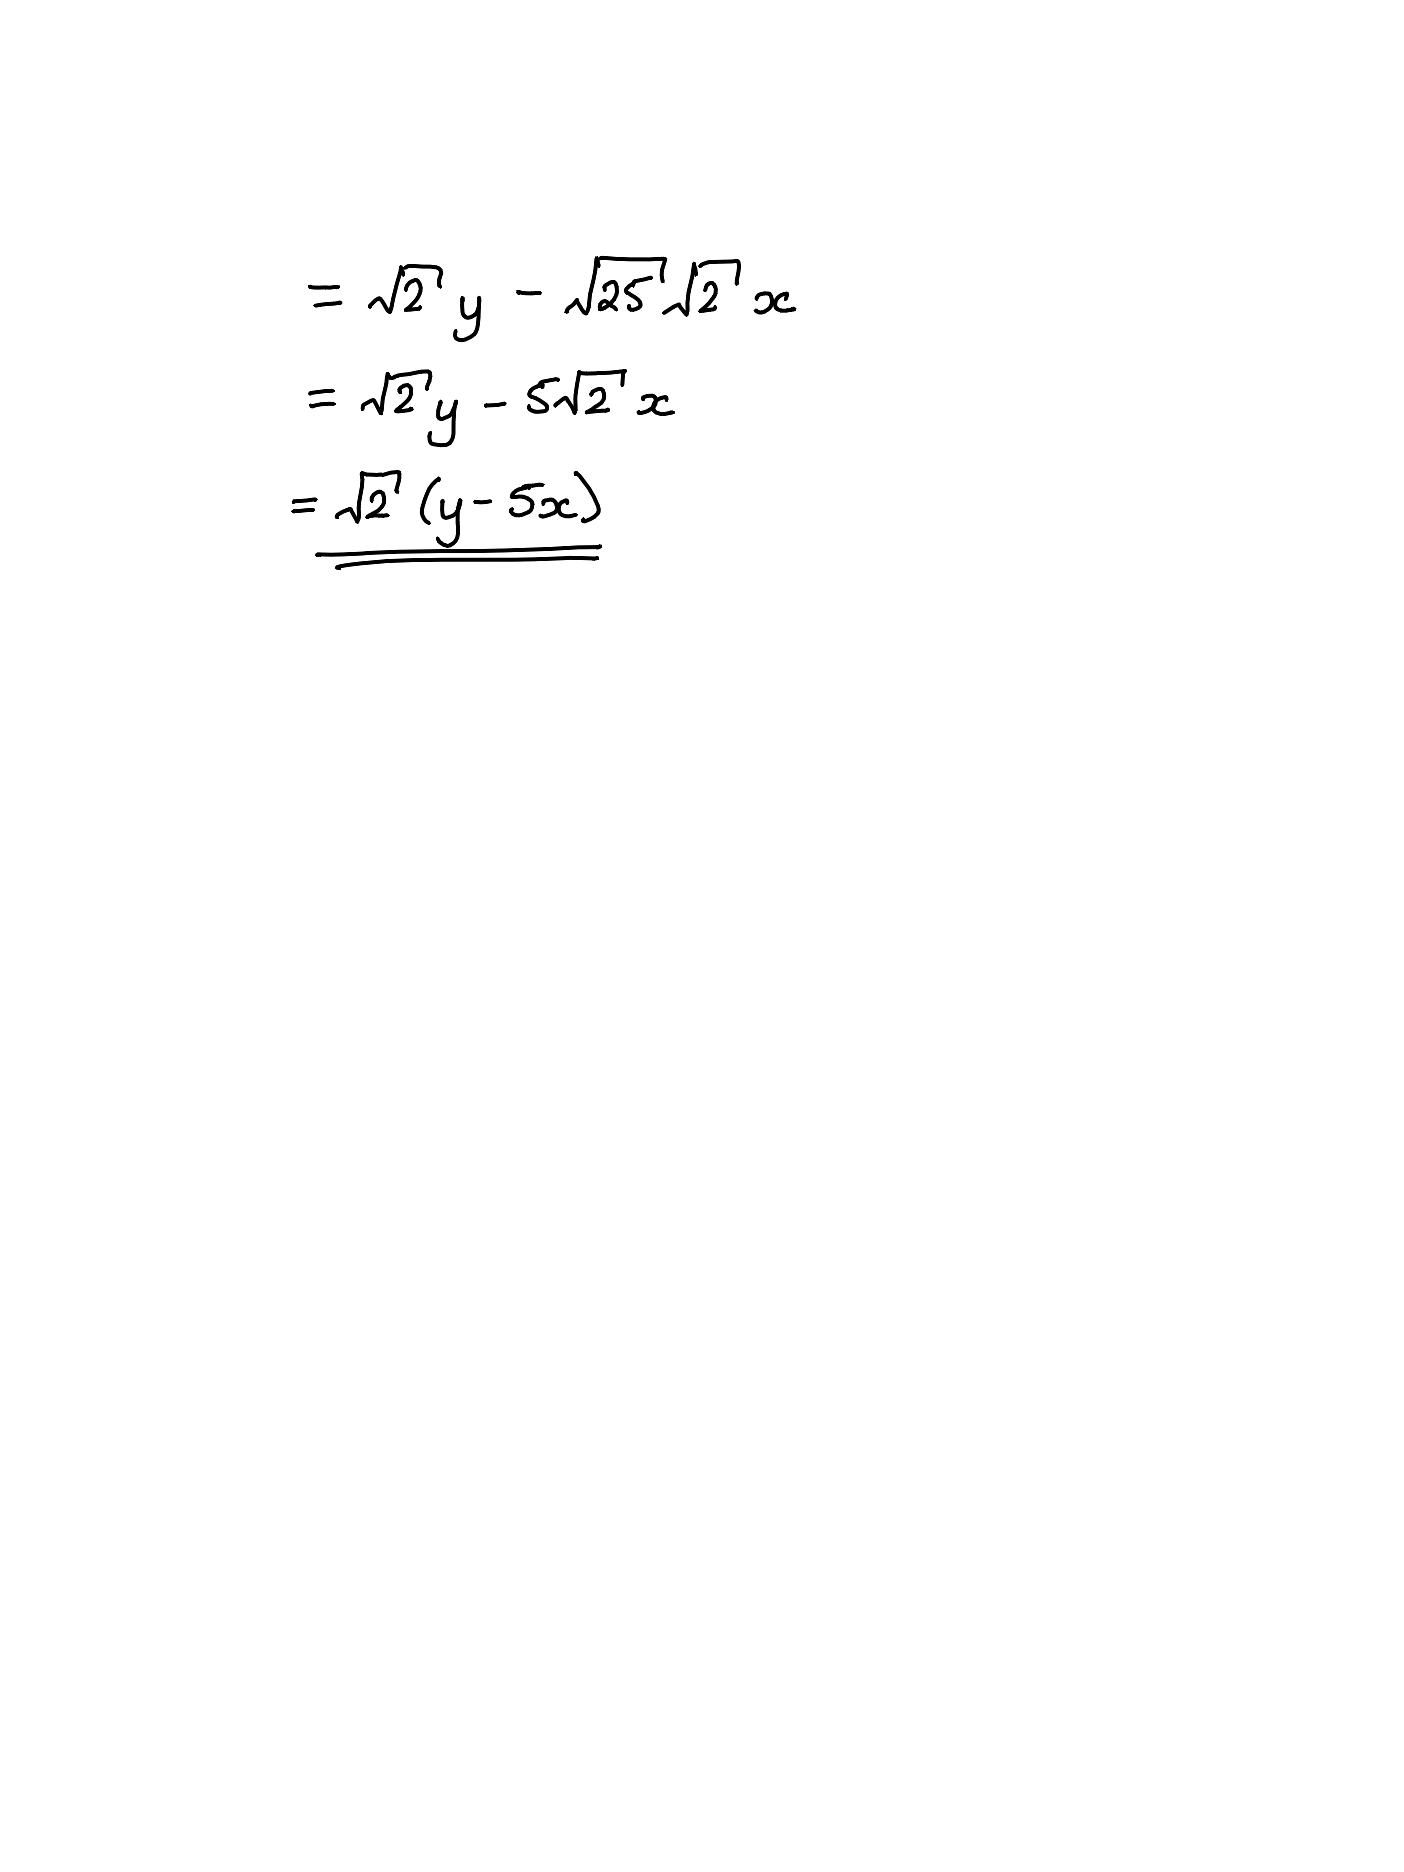 = √2 y - √25 √2 x
= √2 y - 5√2 x
= √2 (y - 5x)